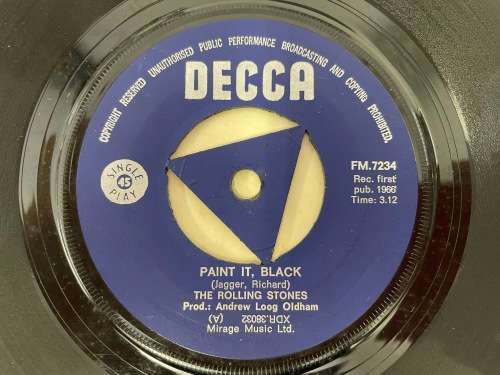 COPYRIGHT RESERVED UNAUTHORISED PUBLIC PERFORMANCE BROADCASTING AND COPYING PROHIBITED.
DECCA
SINGLE
45
PLAY
FM.7234
Rec. first
pub. 1966
Time: 3.12
PAINT IT, BLACK
(Jagger, Richard)
THE ROLLING STONES
Prod.: Andrew Loog Oldham
XDR.38032
(A)
Mirage Music Ltd.